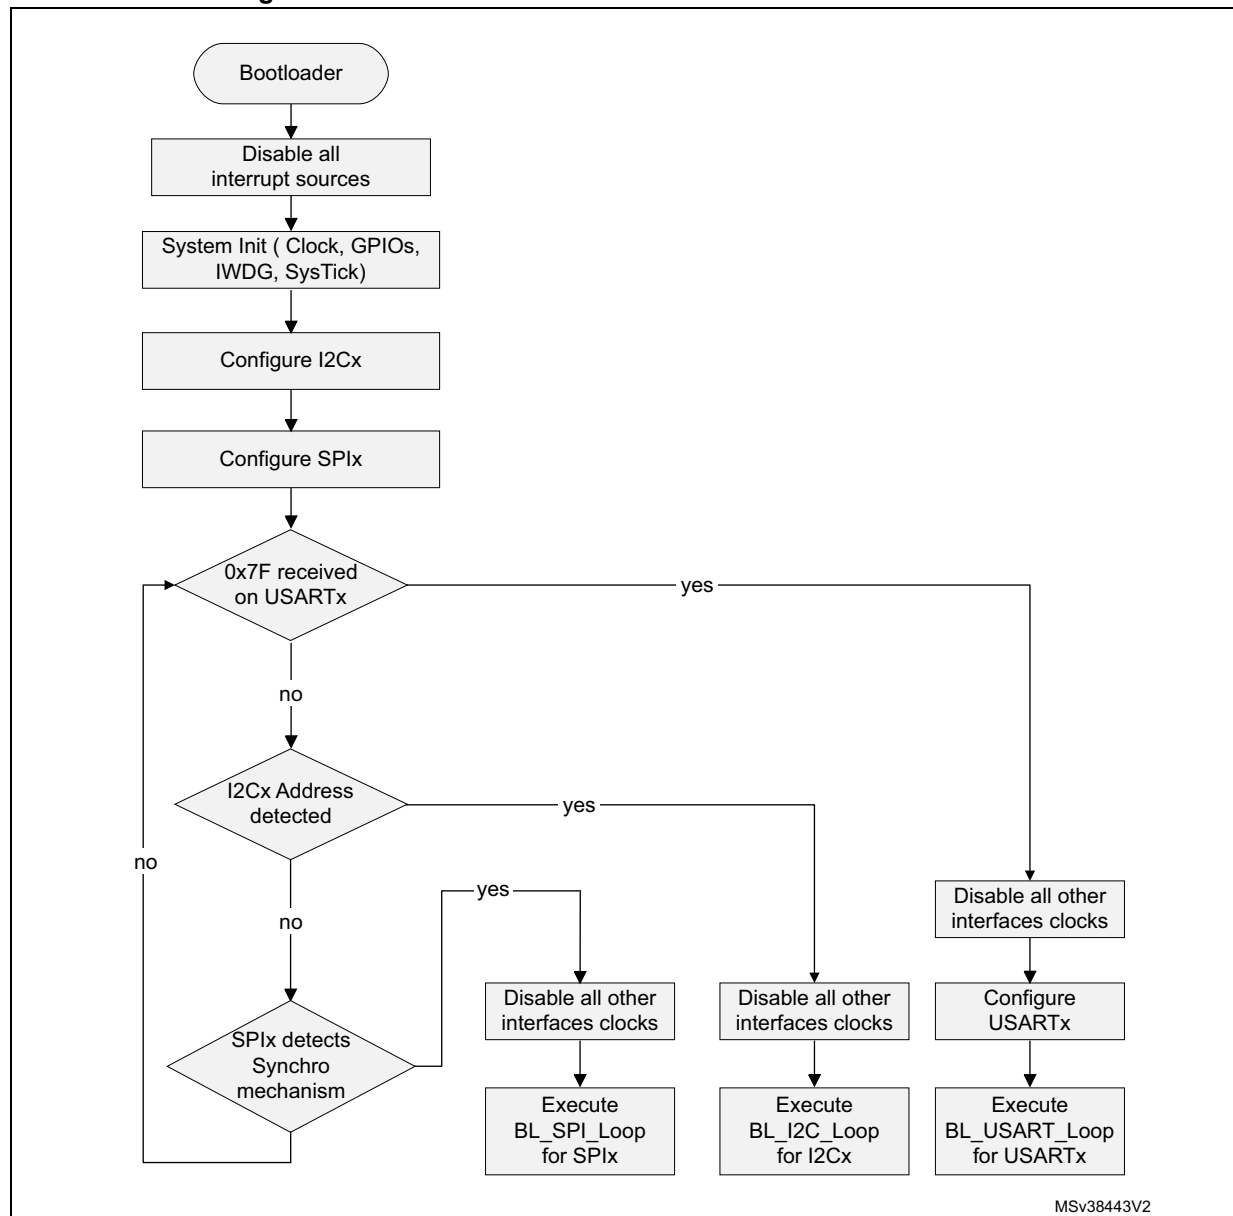 Bootloader
Disable all
interrupt sources
System Init ( Clock, GPIOs,
IWDG, SysTick)
Configure I2Cx
Configure SPIx
0x7F received
on USARTx
yes
no
I2Cx Address
detected
yes
no
no
yes
Disable all other
interfaces clocks
SPIx detects
Synchro
mechanism
Disable all other
interfaces clocks
Disable all other
interfaces clocks
Configure
USARTx
Execute
BL_SPI_Loop
for SPIx
Execute
BL_I2C_Loop
for I2Cx
Execute
BL_USART_Loop
for USARTx
MSv38443V2